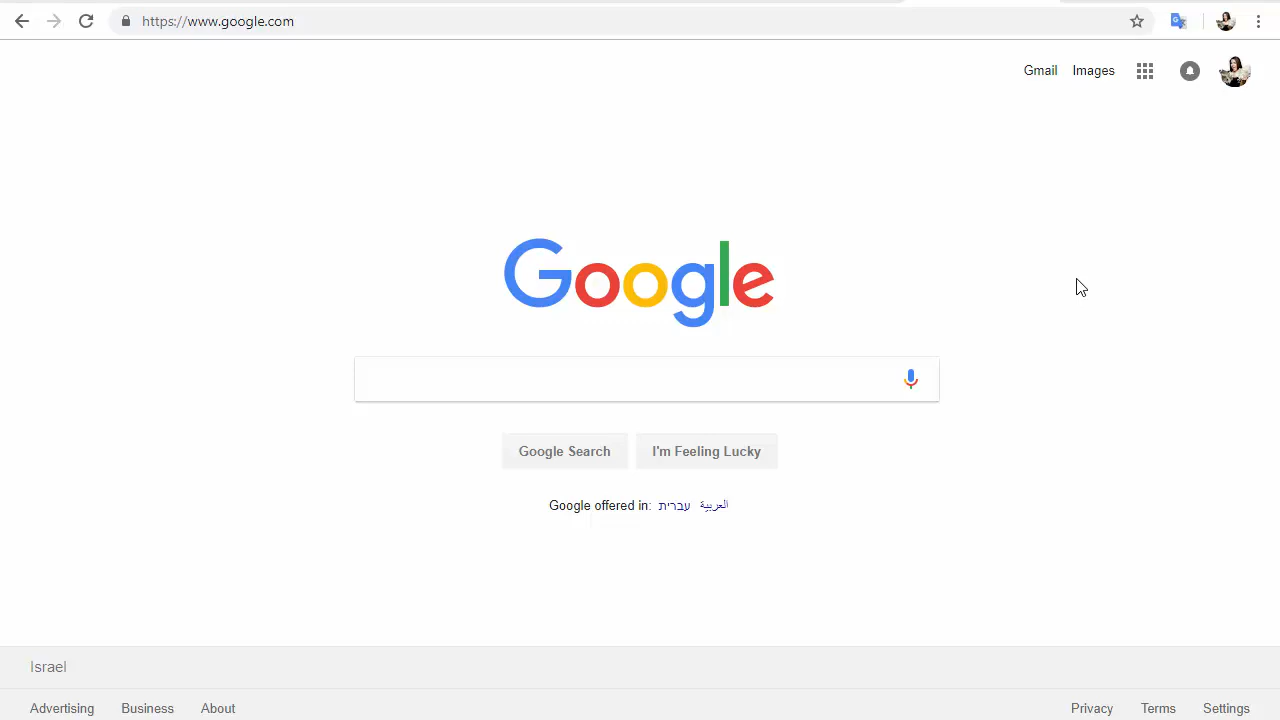 https://www.google.com
Gmail Images
Google
Google Search I'm Feeling Lucky
Google offered in: עברית العربية
Israel
Advertising Business About Privacy Terms Settings